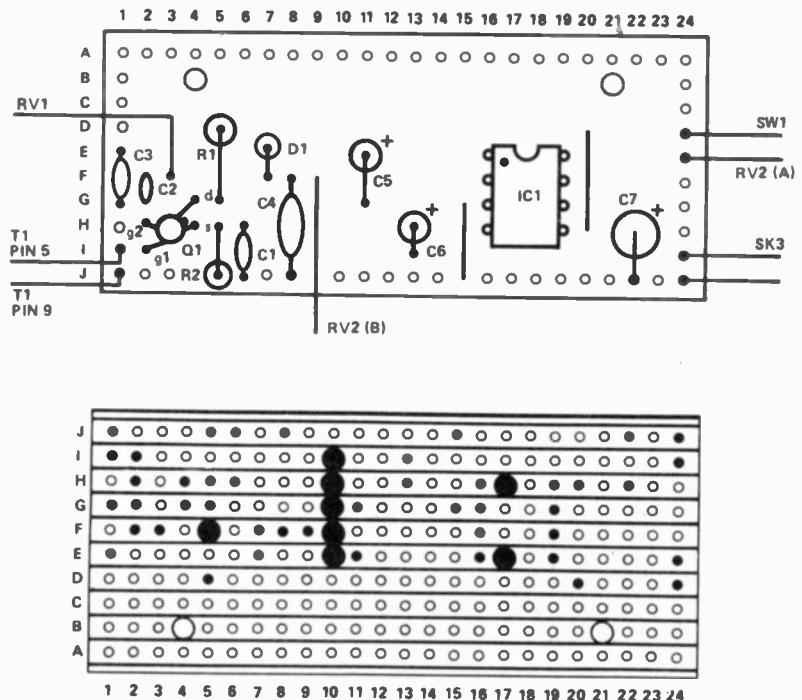 1 2 3 4 5 6 7 8 9 10 11 12 13 14 15 16 17 18 19 20 21 22 23 24
A
B
C
RV1
D
SW1
E
C3
R1
D1
RV2 (A)
F
C2
C4
C5
IC1
G
d
C7
H
g2
s
T1
PIN 5
I
g1
Q1
C1
C6
SK3
J
R2
T1
PIN 9
RV2 (B)
+
+
+
J
I
H
G
F
E
D
C
B
A
1 2 3 4 5 6 7 8 9 10 11 12 13 14 15 16 17 18 19 20 21 22 23 24